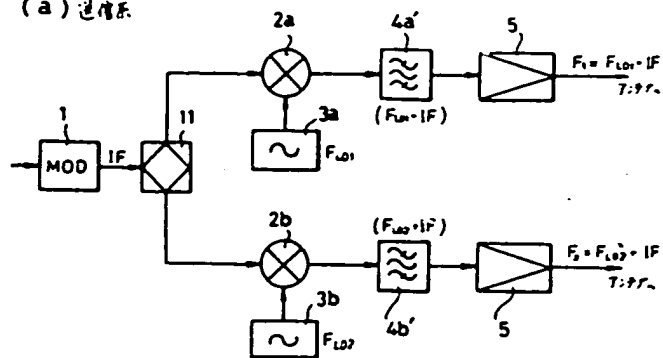 (a) 送信系
2a
4a'
5
F₁ = F_LO1 - IF
アンテナへ
(F_LO1 - IF)
1
11
3a
MOD
IF
F_LO1
2b
(F_LO2 + IF)
F₂ = F_LO2 + IF
アンテナへ
3b
4b'
5
F_LO2